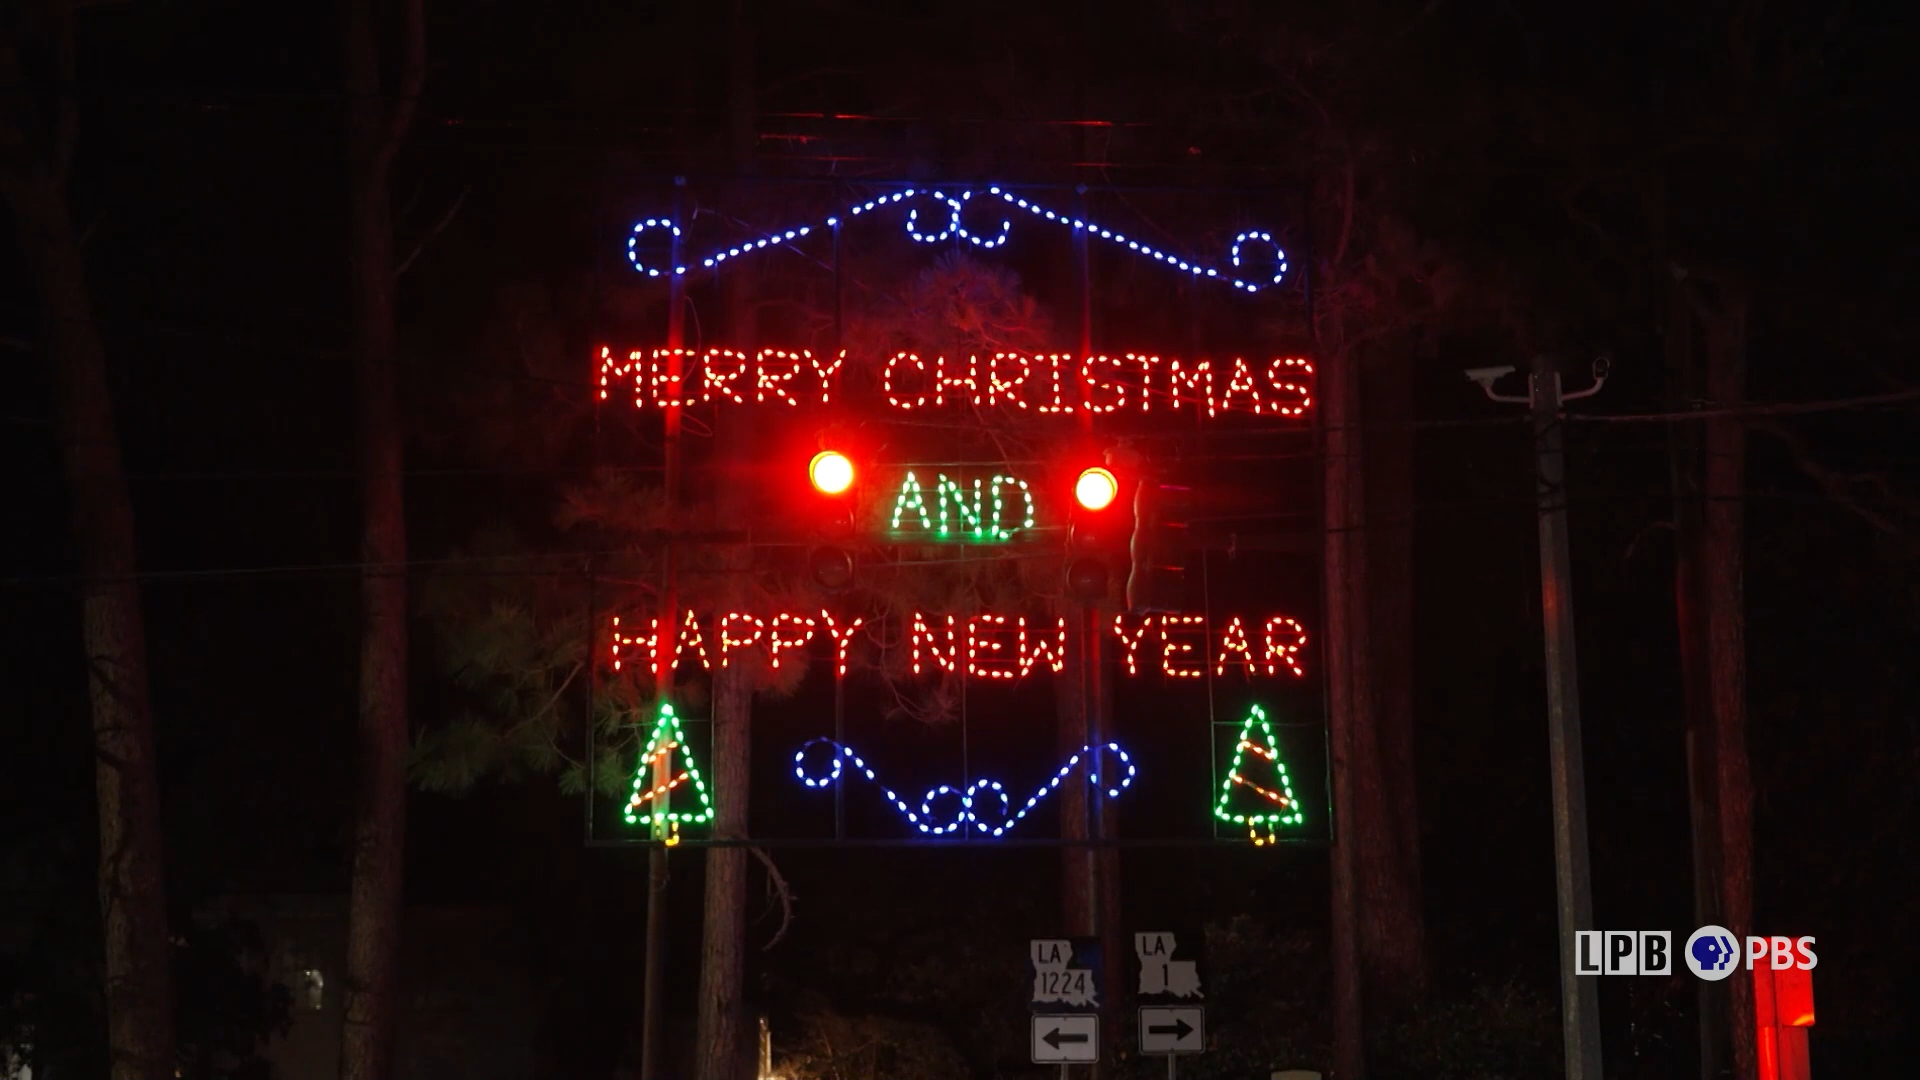 MERRY CHRISTMAS
AND
HAPPY NEW YEAR
LA
1224
LA
1
LPB PBS